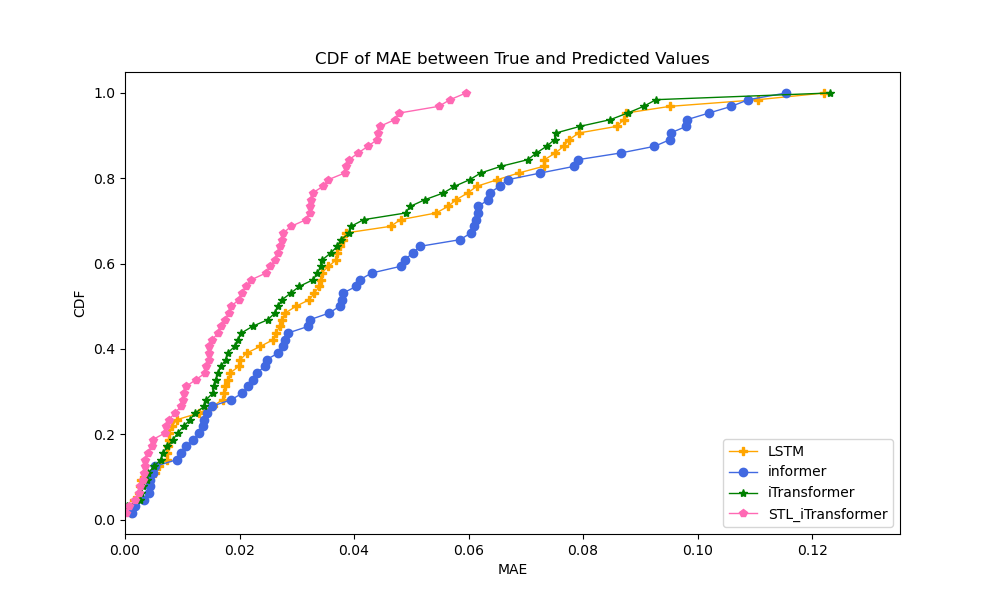 CDF of MAE between True and Predicted Values
1.0
0.8
0.6
0.4
0.2
0.0
CDF
0.00 0.02 0.04 0.06 0.08 0.10 0.12
MAE
LSTM
informer
iTransformer
STL_iTransformer